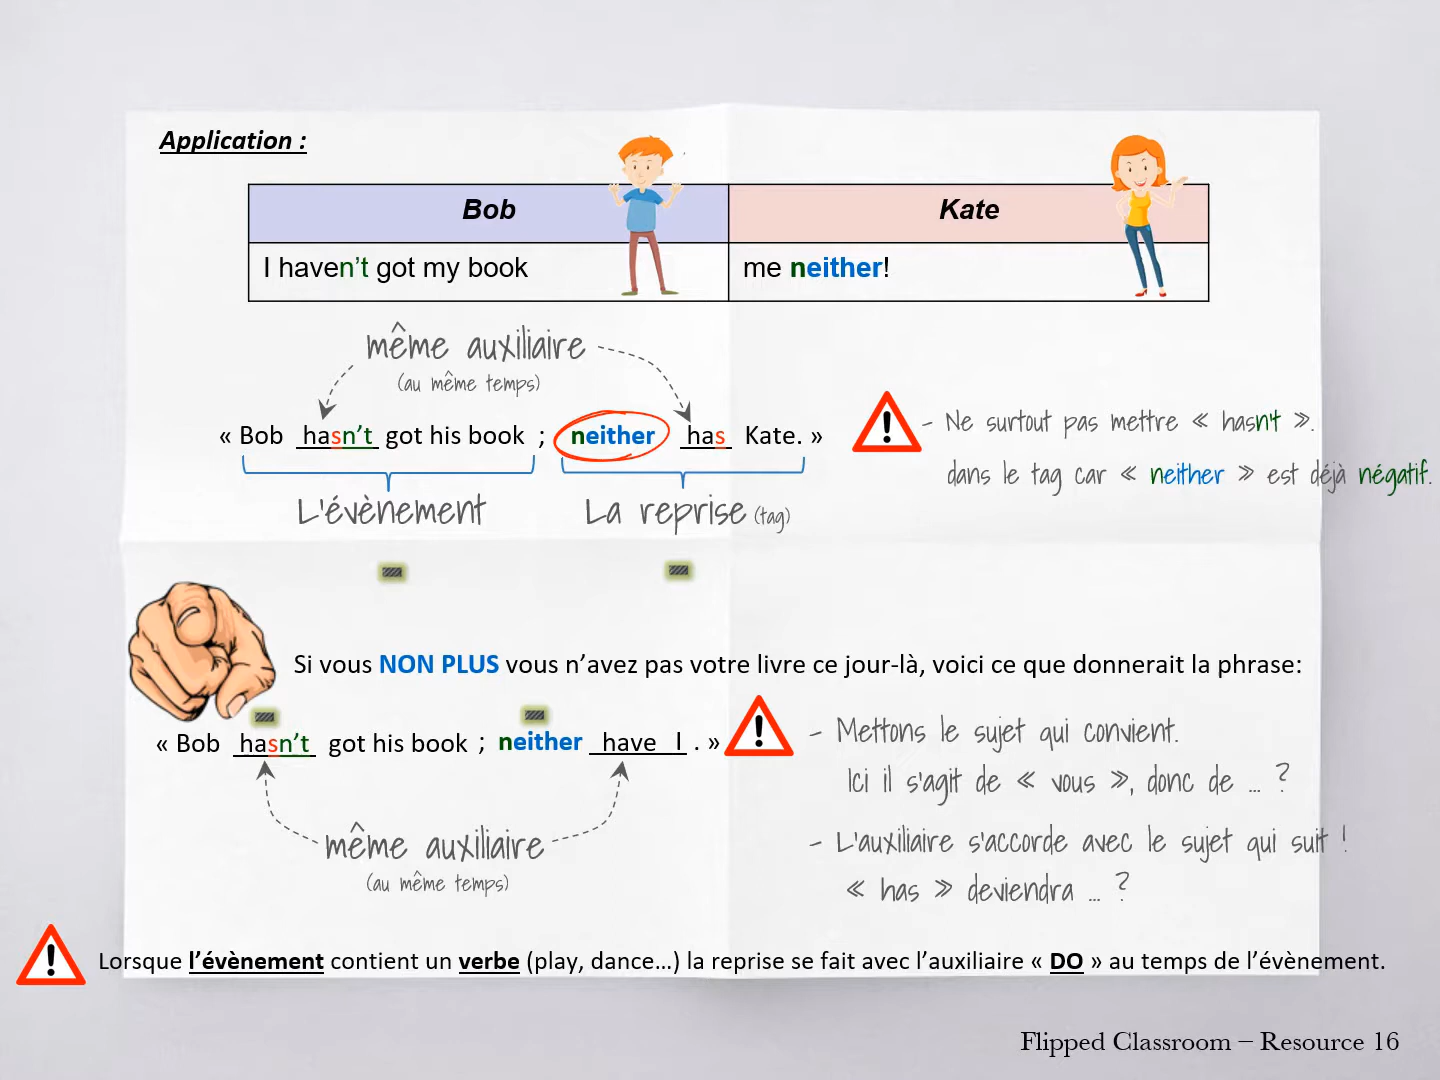 Application :
Bob
Kate
I haven't got my book
me neither!
même auxiliaire
(au même temps)
« Bob hasn't got his book ; neither has Kate. »
- Ne surtout pas mettre « hasn't ».
dans le tag car « neither » est déjà négatif.
L'évènement
La reprise (tag)
Si vous NON PLUS vous n'avez pas votre livre ce jour-là, voici ce que donnerait la phrase:
« Bob hasn't got his book ; neither have I . »
- Mettons le sujet qui convient.
Ici il s'agit de « vous », donc de ... ?
- L'auxiliaire s'accorde avec le sujet qui suit !
« has » deviendra ... ?
même auxiliaire
(au même temps)
Lorsque l'évènement contient un verbe (play, dance…) la reprise se fait avec l'auxiliaire « DO » au temps de l'évènement.
Flipped Classroom – Resource 16